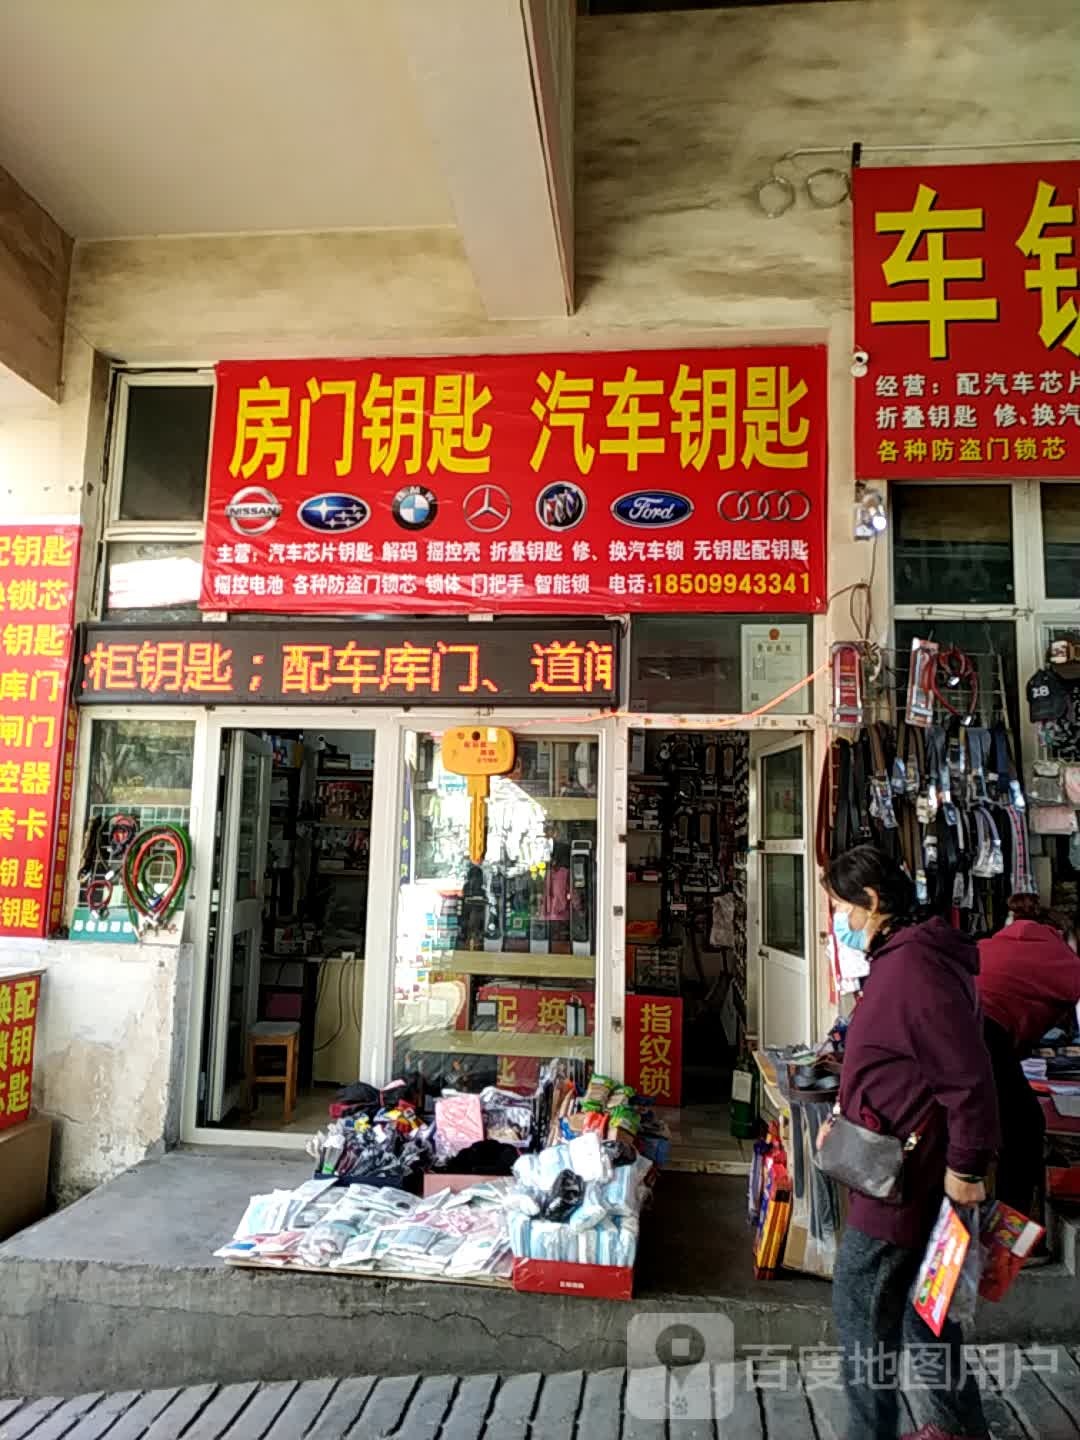 房门钥匙 汽车钥匙
NISSAN
BMW
Ford
主营：汽车芯片钥匙 解码 摇控壳 折叠钥匙 修、换汽车锁 无钥匙配钥匙
摇控电池 各种防盗门锁芯 锁体 门把手 智能锁 电话:18509943341
车钥
经营：配汽车芯片
折叠钥匙 修、换汽
各种防盗门锁芯
柜钥匙；配车库门、道闸
配钥匙
换锁芯
钥匙
库门
闸门
控器
禁卡
钥匙
钥匙
换配
锁钥
芯匙
配换
匙
指纹锁
百度地图用户